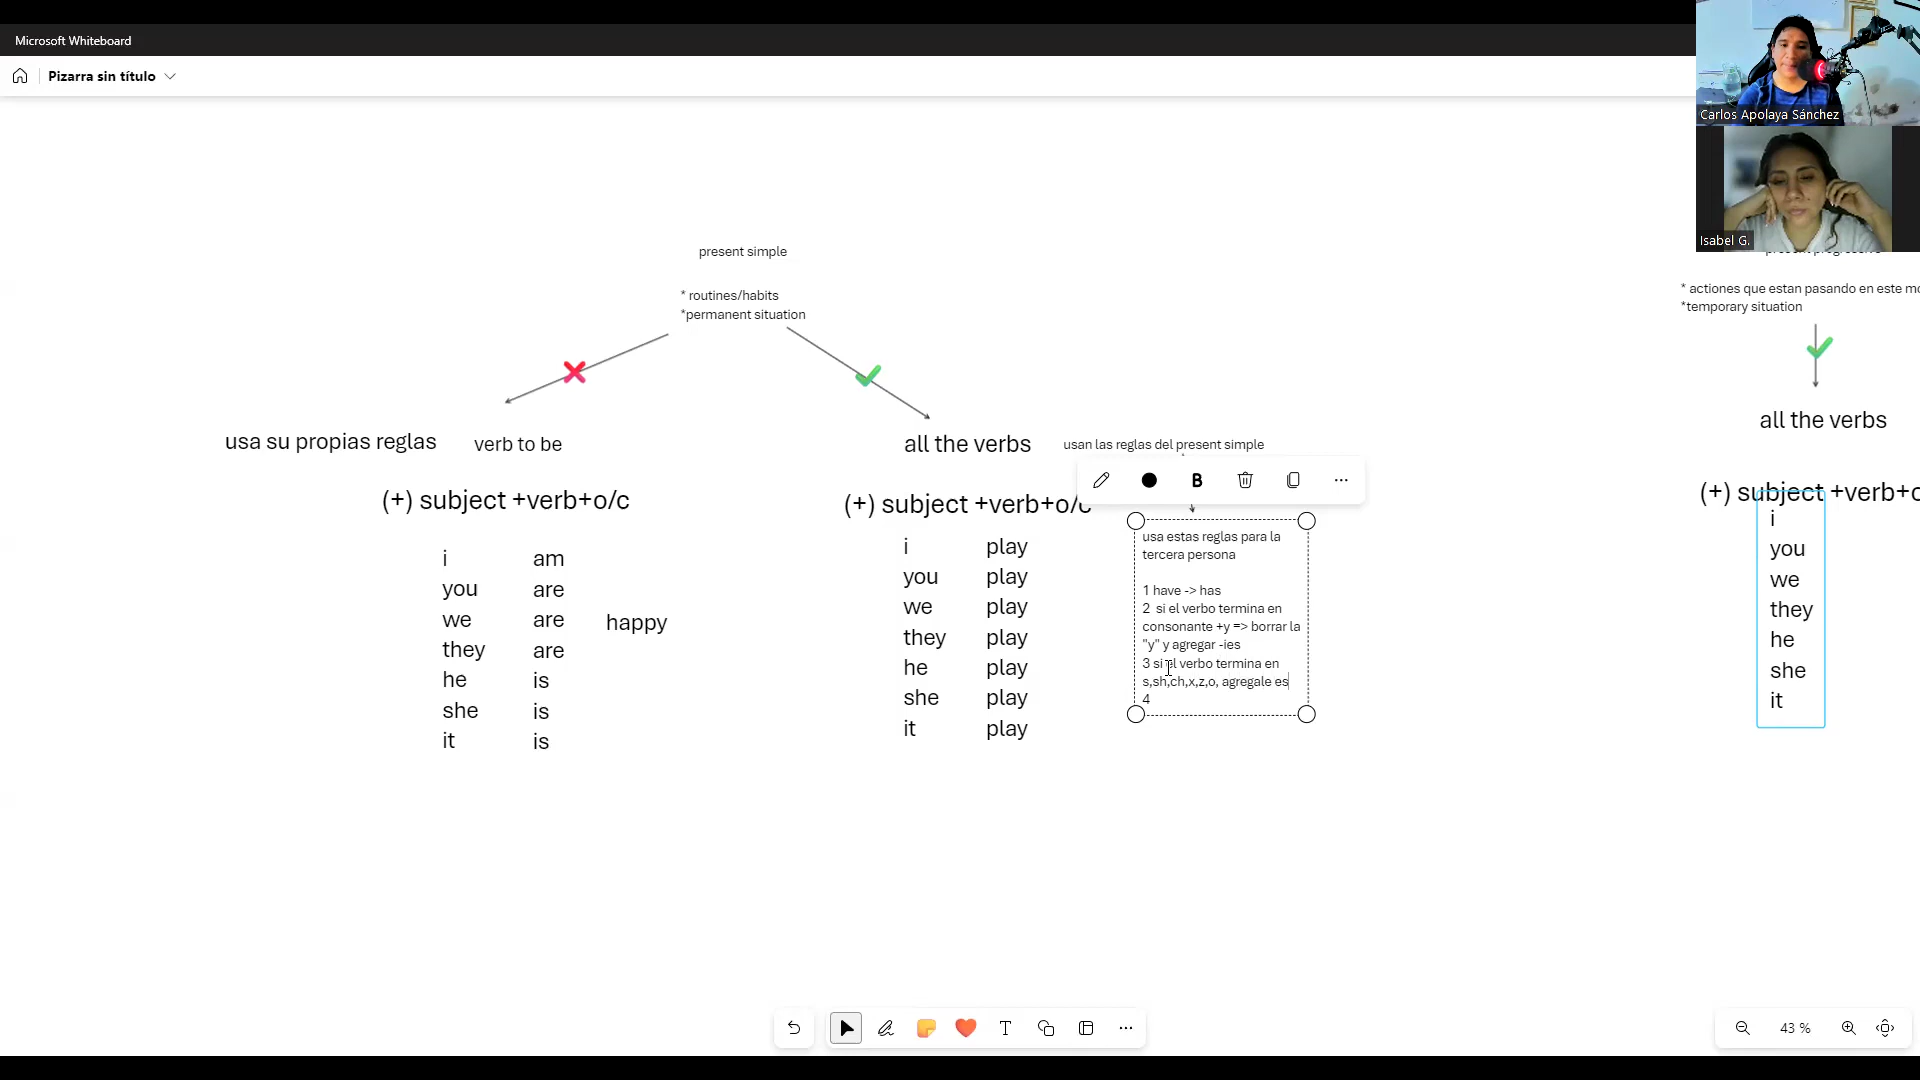 Microsoft Whiteboard
Pizarra sin título
Carlos Apolaya Sánchez
Isabel G.
present simple
* routines/habits
*permanent situation
usa su propias reglas
verb to be
(+) subject +verb+o/c
i am
you are
we are
they are
he is
she is
it is
happy
all the verbs
usan las reglas del present simple
(+) subject +verb+o/c
i play
you play
we play
they play
he play
she play
it play
B
usa estas reglas para la
tercera persona
1 have -> has
2 si el verbo termina en
consonante +y => borrar la
"y" y agregar -ies
3 si el verbo termina en
s,sh,ch,x,z,o, agregale es
4
* actiones que estan pasando en este mo
*temporary situation
all the verbs
(+) subject +verb+o
i
you
we
they
he
she
it
T
43 %